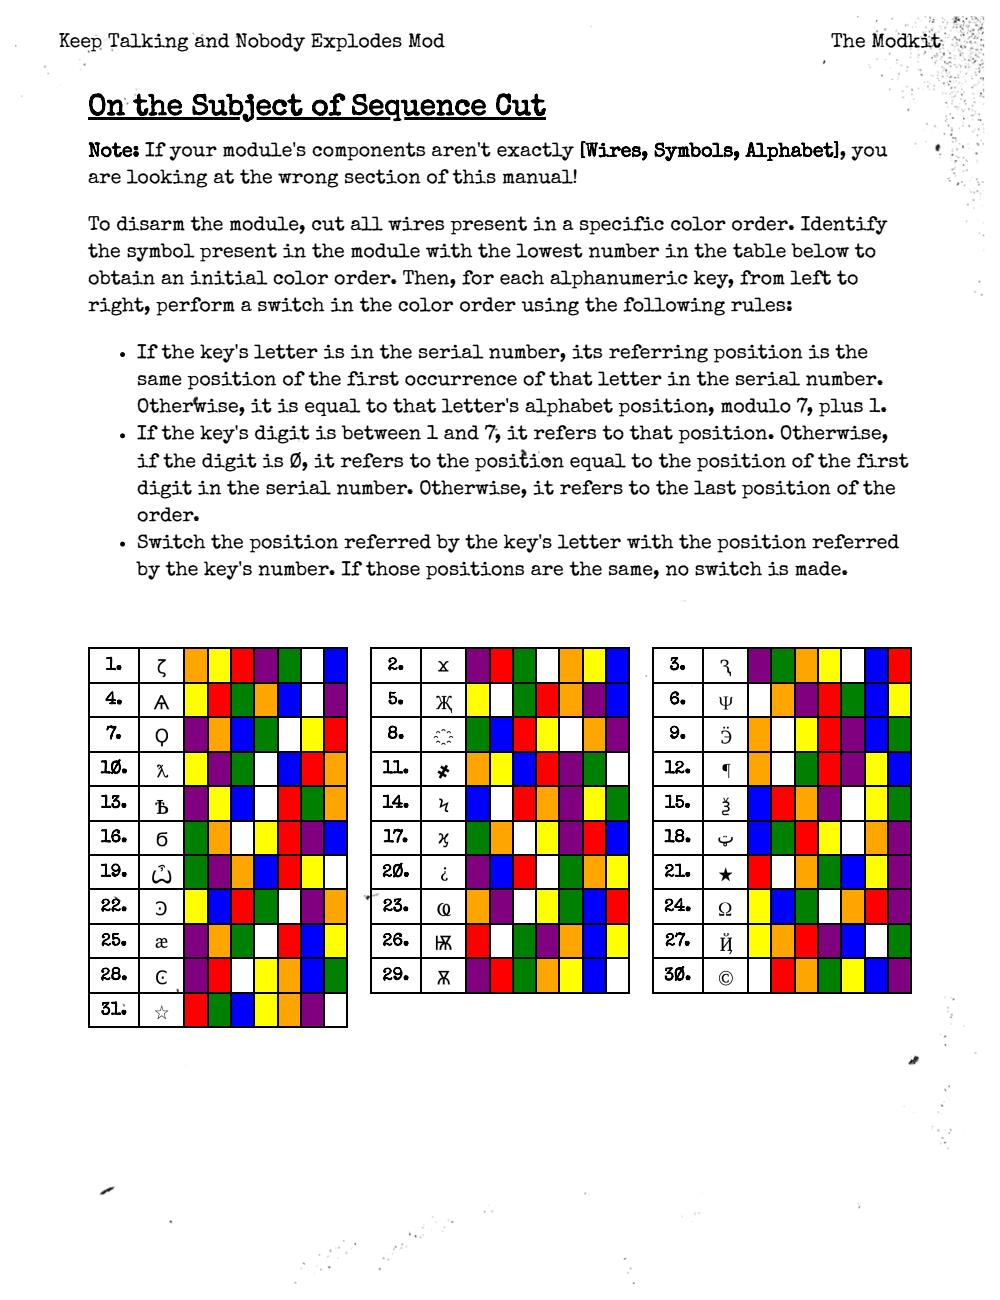 Keep Talking and Nobody Explodes Mod
The Modkit
On the Subject of Sequence Cut
Note: If your module's components aren't exactly [Wires, Symbols, Alphabet], you
are looking at the wrong section of this manual!
To disarm the module, cut all wires present in a specific color order. Identify
the symbol present in the module with the lowest number in the table below to
obtain an initial color order. Then, for each alphanumeric key, from left to
right, perform a switch in the color order using the following rules:
• If the key's letter is in the serial number, its referring position is the
same position of the first occurrence of that letter in the serial number.
Otherwise, it is equal to that letter's alphabet position, modulo 7, plus 1.
• If the key's digit is between 1 and 7, it refers to that position. Otherwise,
if the digit is 0, it refers to the position equal to the position of the first
digit in the serial number. Otherwise, it refers to the last position of the
order.
• Switch the position referred by the key's letter with the position referred
by the key's number. If those positions are the same, no switch is made.
1. ζ 2. ϫ 3. Ԇ
4. Ѧ 5. Җ 6. Ψ
7. Ϙ 8. ҈ 9. Ӭ
10. ƛ 11. ҂ 12. ¶
13. Ѣ 14. Ϟ 15. Ѯ
16. б 17. ϗ 18. ټ
19. Ѽ 20. ¿ 21. ★
22. Ͽ 23. Ҩ 24. Ω
25. æ 26. Ѭ 27. Ҋ
28. Ͼ 29. Ѫ 30. ©
31. ☆